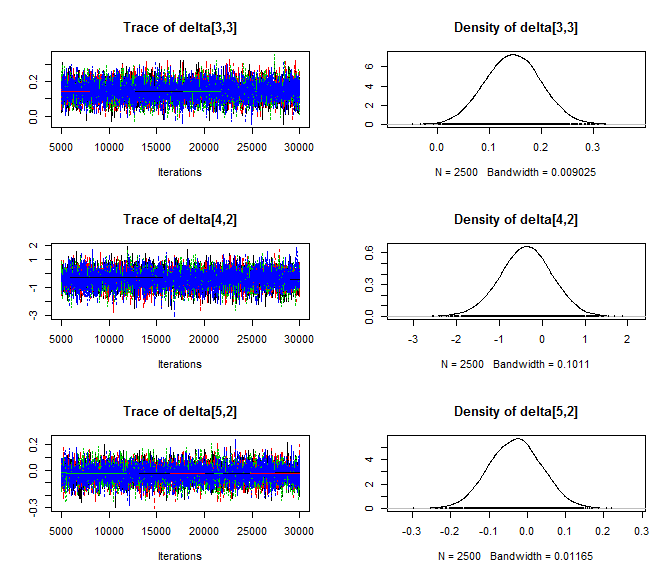 Trace of delta[3,3]
0.0 0.2
5000 10000 15000 20000 25000 30000
Iterations
Density of delta[3,3]
0 2 4 6
0.0 0.1 0.2 0.3
N = 2500 Bandwidth = 0.009025
Trace of delta[4,2]
-3 -1 1 2
5000 10000 15000 20000 25000 30000
Iterations
Density of delta[4,2]
0.0 0.3 0.6
-3 -2 -1 0 1 2
N = 2500 Bandwidth = 0.1011
Trace of delta[5,2]
-0.3 0.0 0.2
5000 10000 15000 20000 25000 30000
Iterations
Density of delta[5,2]
0 2 4
-0.3 -0.2 -0.1 0.0 0.1 0.2 0.3
N = 2500 Bandwidth = 0.01165